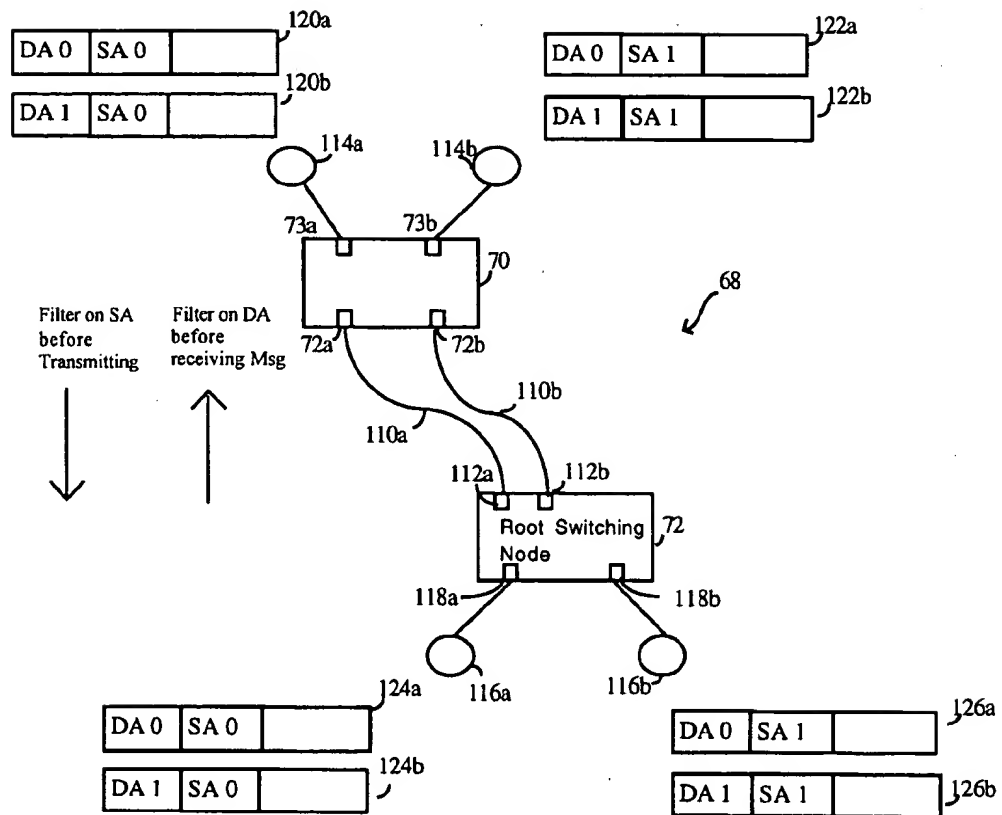 120a
DA 0 SA 0
120b
DA 1 SA 0
122a
DA 0 SA 1
122b
DA 1 SA 1
114a
114b
73a
73b
70
68
Filter on SA
before
Transmitting
Filter on DA
before
receiving Msg
72a
72b
110b
110a
112a
112b
Root Switching
Node
72
118a
118b
116a
116b
124a
DA 0 SA 0
124b
DA 1 SA 0
126a
DA 0 SA 1
126b
DA 1 SA 1